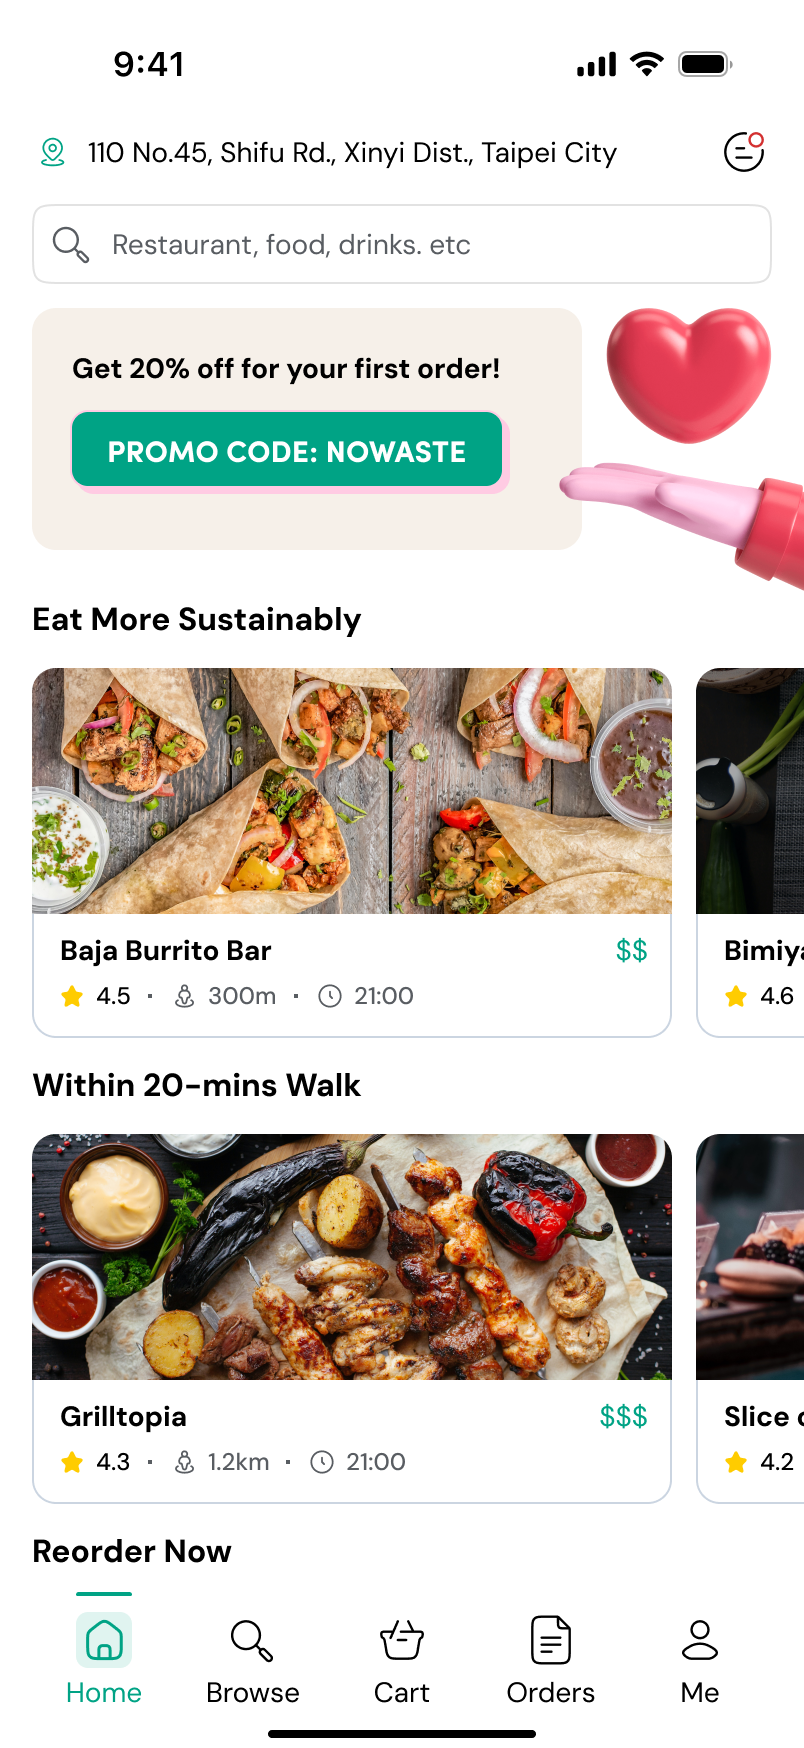 9:41
110 No.45, Shifu Rd., Xinyi Dist., Taipei City
Restaurant, food, drinks. etc
Get 20% off for your first order!
PROMO CODE: NOWASTE
Eat More Sustainably
Baja Burrito Bar $$
4.5 · 300m · 21:00
4.6
Within 20-mins Walk
Grilltopia $$$
4.3 · 1.2km · 21:00
Slice
4.2
Reorder Now
Home Browse Cart Orders Me